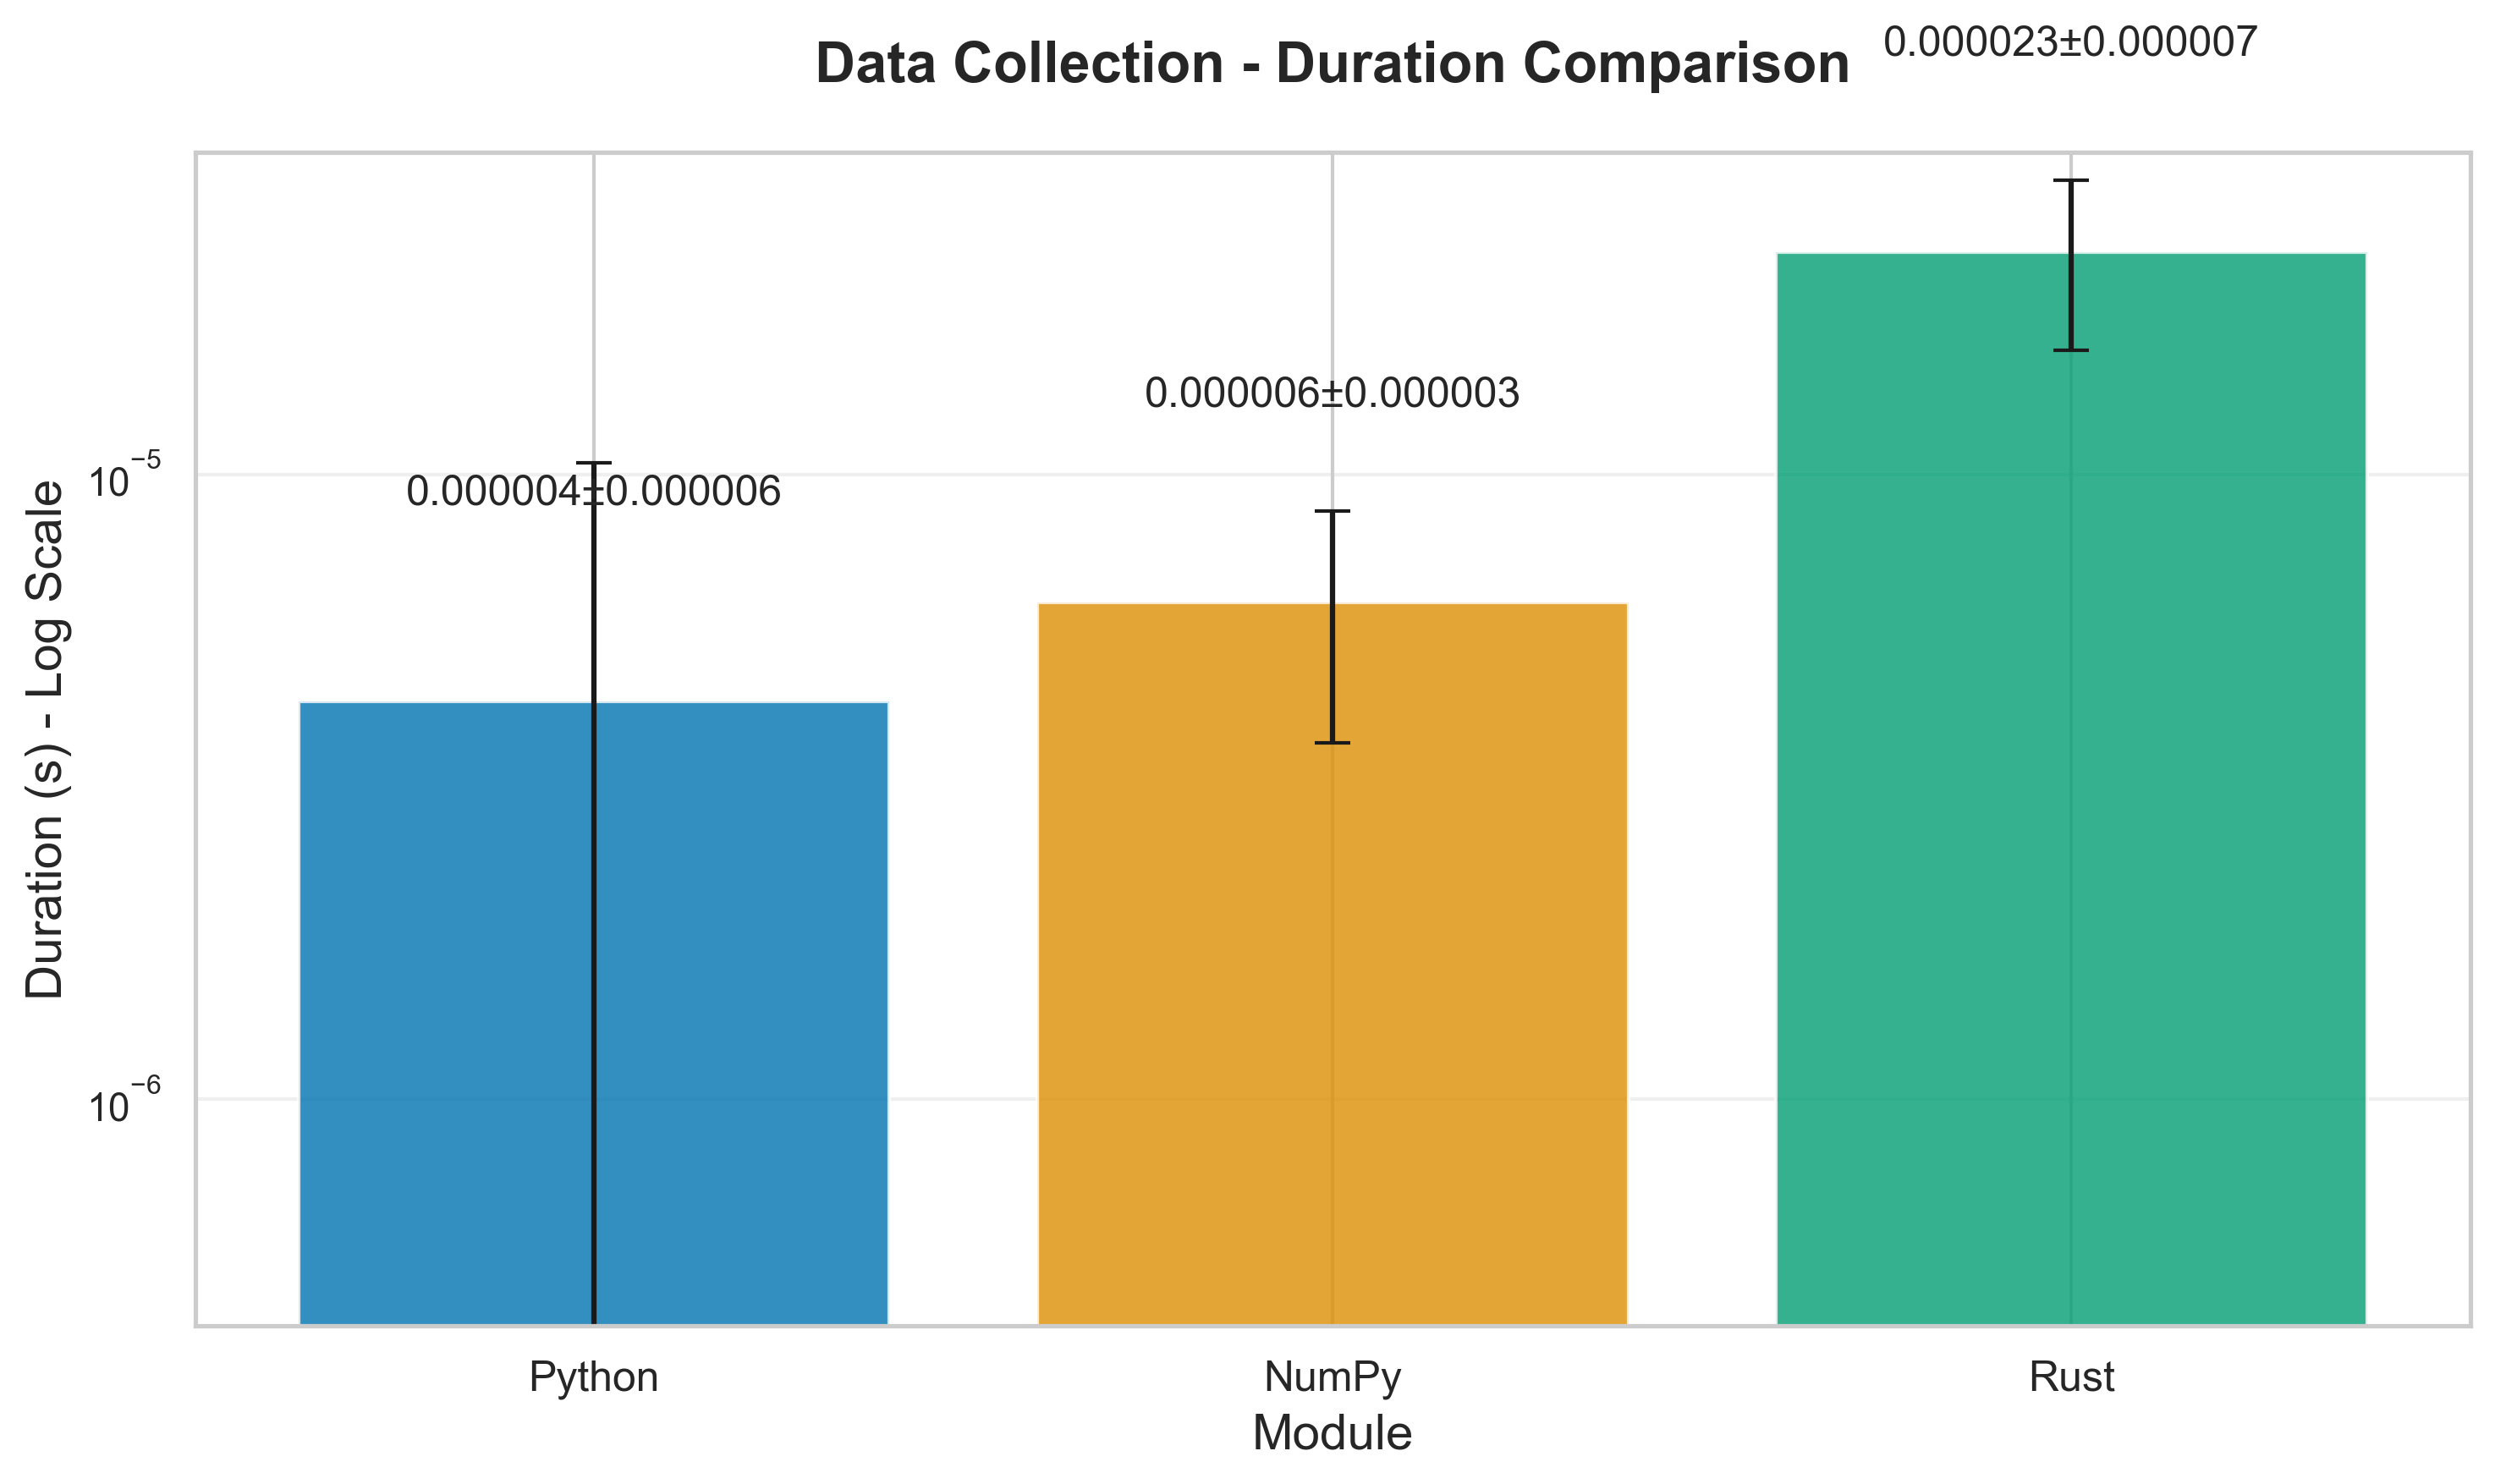 0.000023±0.000007
Data Collection - Duration Comparison
0.000006±0.000003
0.000004±0.000006
10⁻⁵
10⁻⁶
Duration (s) - Log Scale
Python
NumPy
Rust
Module